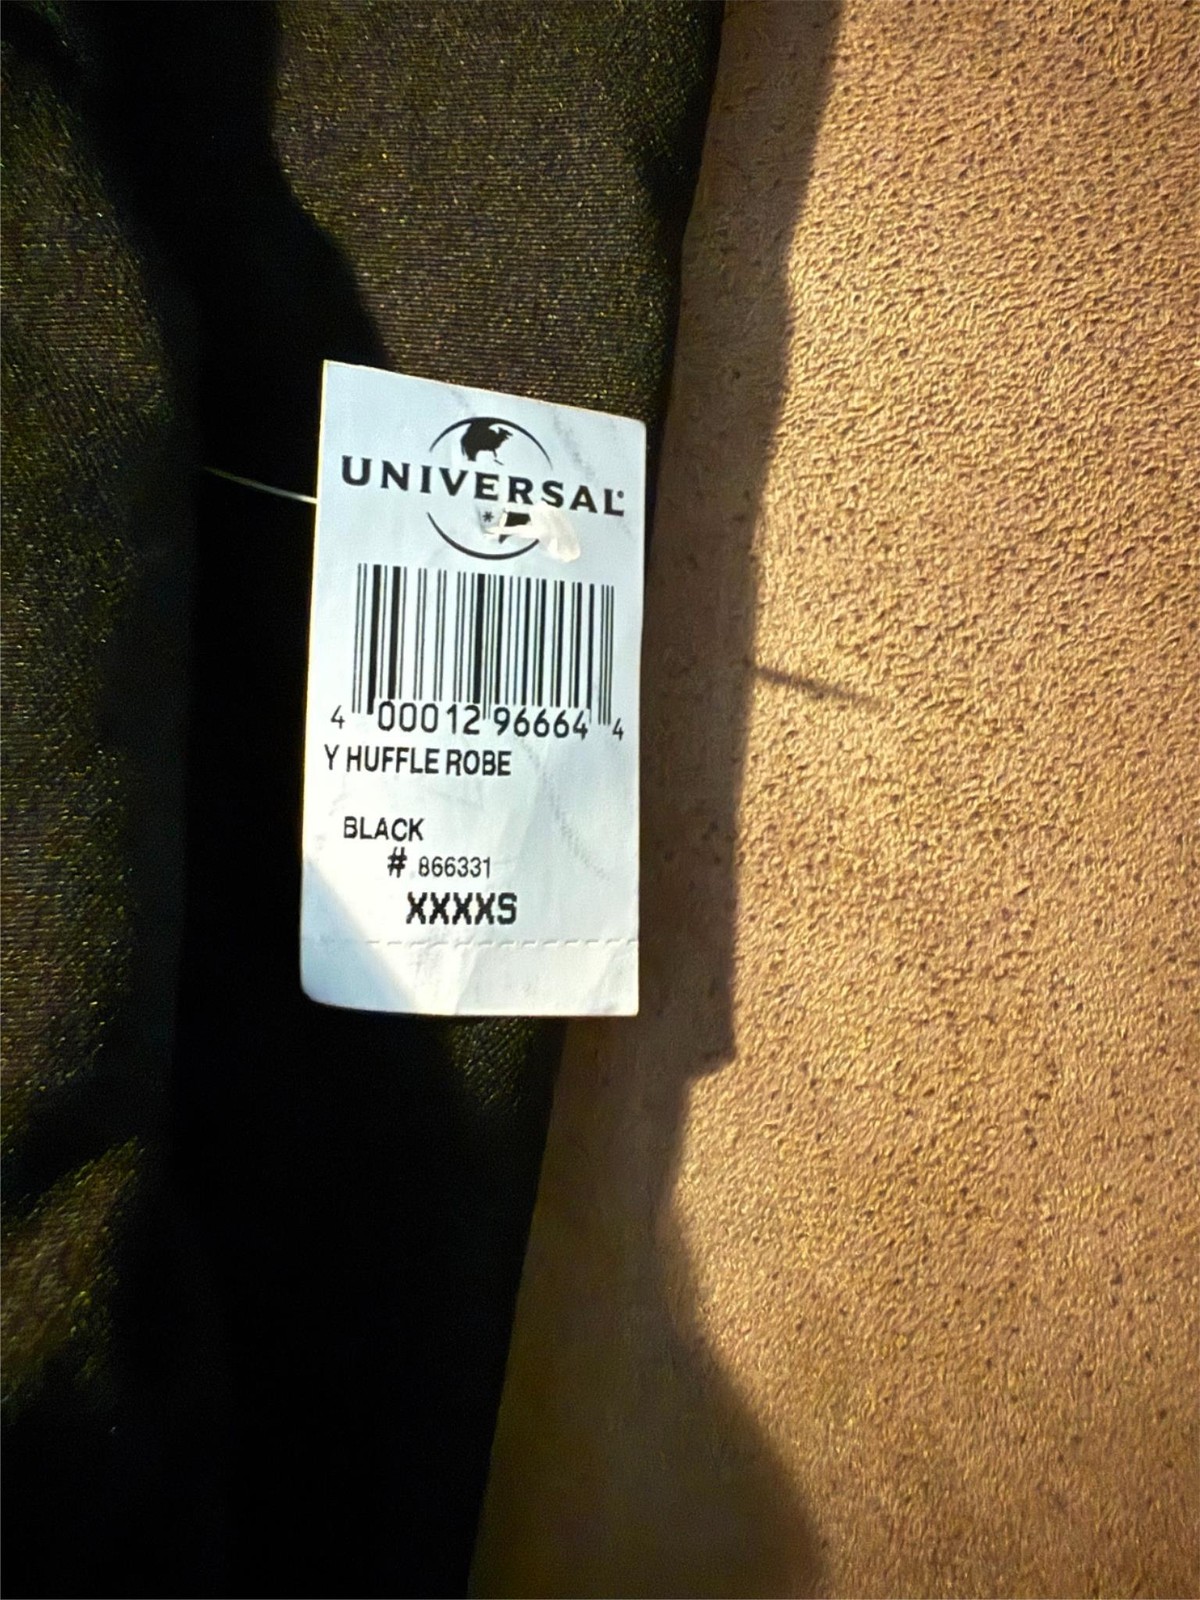 UNIVERSAL®
*
4 00012 96664 4
Y HUFFLE ROBE
BLACK
# 866331
XXXXS